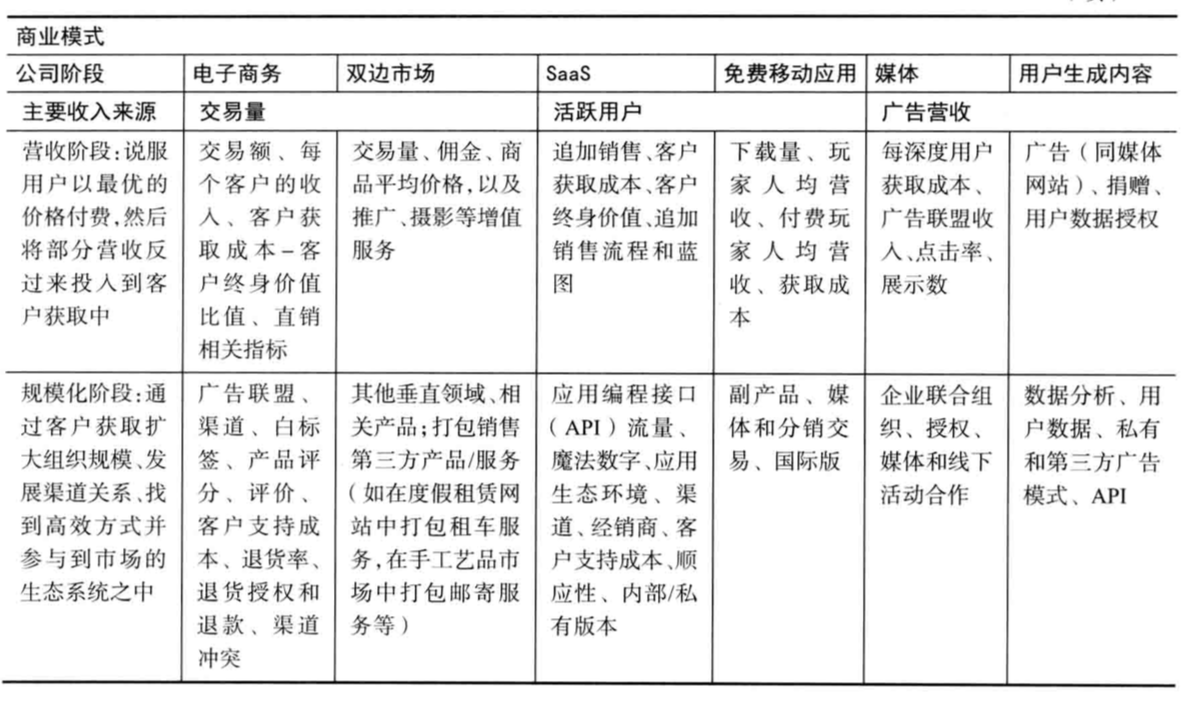 商业模式
公司阶段 电子商务 双边市场 SaaS 免费移动应用 媒体 用户生成内容
主要收入来源 交易量 活跃用户 广告营收
营收阶段：说服
用户以最优的
价格付费，然后
将部分营收反
过来投入到客
户获取中
交易额、每
个客户的收
入、客户获
取成本–客
户终身价值
比值、直销
相关指标
交易量、佣金、商
品平均价格，以及
推广、摄影等增值
服务
追加销售、客户
获取成本、客户
终身价值、追加
销售流程和蓝
图
下载量、玩
家人均营
收、付费玩
家人均营
收、获取成
本
每深度用户
获取成本、
广告联盟收
入、点击率、
展示数
广告（同媒体
网站）、捐赠、
用户数据授权
规模化阶段：通
过客户获取扩
大组织规模、发
展渠道关系、找
到高效方式并
参与到市场的
生态系统之中
广告联盟、
渠道、白标
签、产品评
分、评价、
客户支持成
本、退货率、
退货授权和
退款、渠道
冲突
其他垂直领域、相
关产品；打包销售
第三方产品/服务
（如在度假租赁网
站中打包租车服
务，在手工艺品市
场中打包邮寄服
务等）
应用编程接口
（API）流量、
魔法数字、应用
生态环境、渠
道、经销商、客
户支持成本、顺
应性、内部/私
有版本
副产品、媒
体和分销交
易、国际版
企业联合组
织、授权、
媒体和线下
活动合作
数据分析、用
户数据、私有
和第三方广告
模式、API